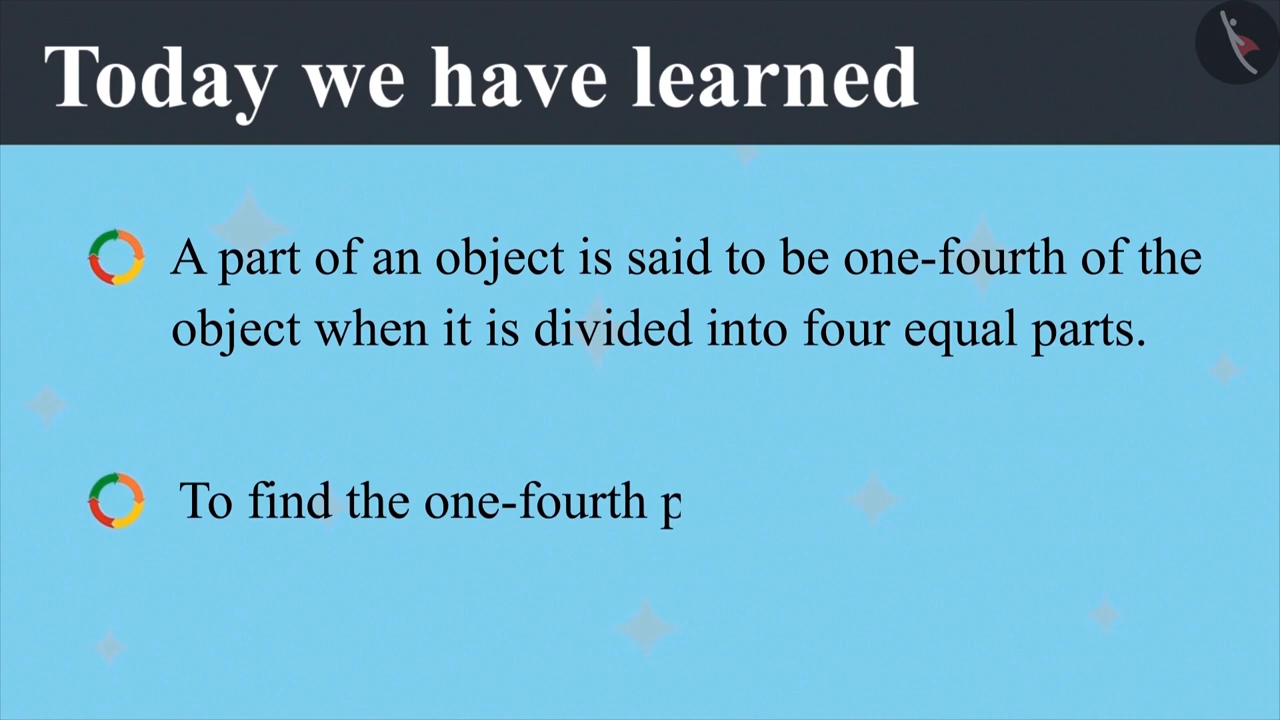 Today we have learned
A part of an object is said to be one-fourth of the
object when it is divided into four equal parts.
To find the one-fourth p